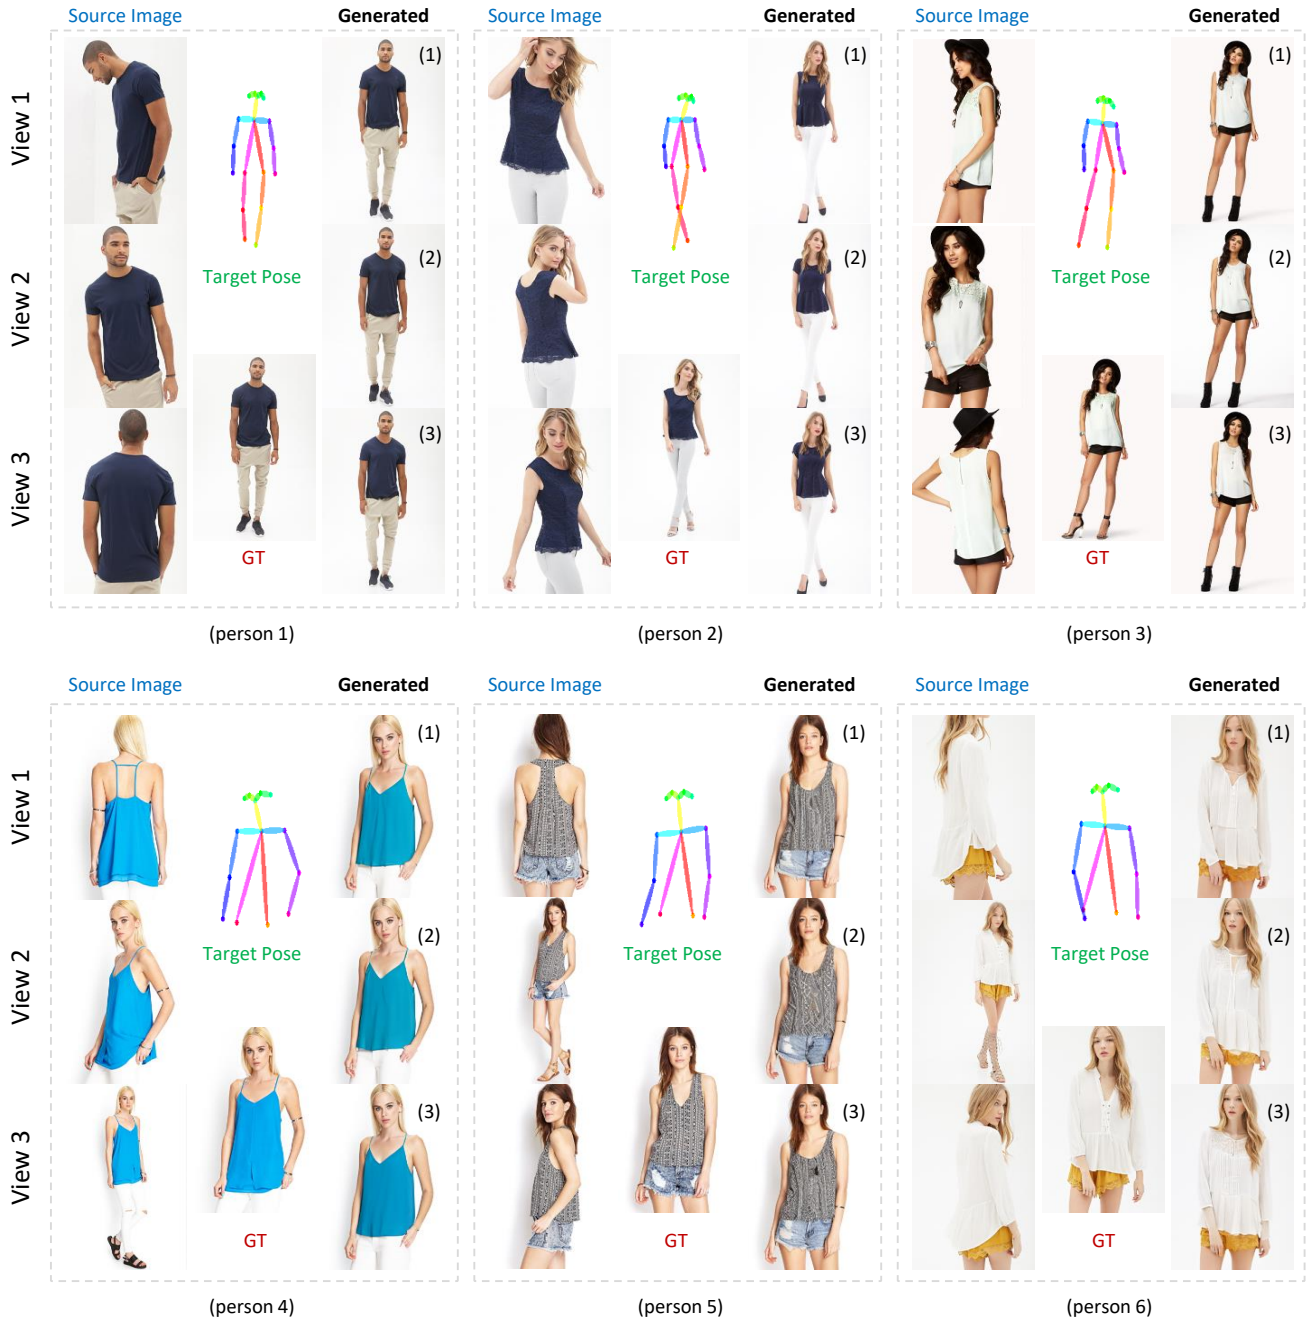 Source Image Generated Source Image Generated Source Image Generated
View 1 (1) (1) (1)
Target Pose Target Pose Target Pose
View 2 (2) (2) (2)
View 3 (3) (3) (3)
GT GT GT
(person 1) (person 2) (person 3)
Source Image Generated Source Image Generated Source Image Generated
View 1 (1) (1) (1)
Target Pose Target Pose Target Pose
View 2 (2) (2) (2)
View 3 (3) (3) (3)
GT GT GT
(person 4) (person 5) (person 6)